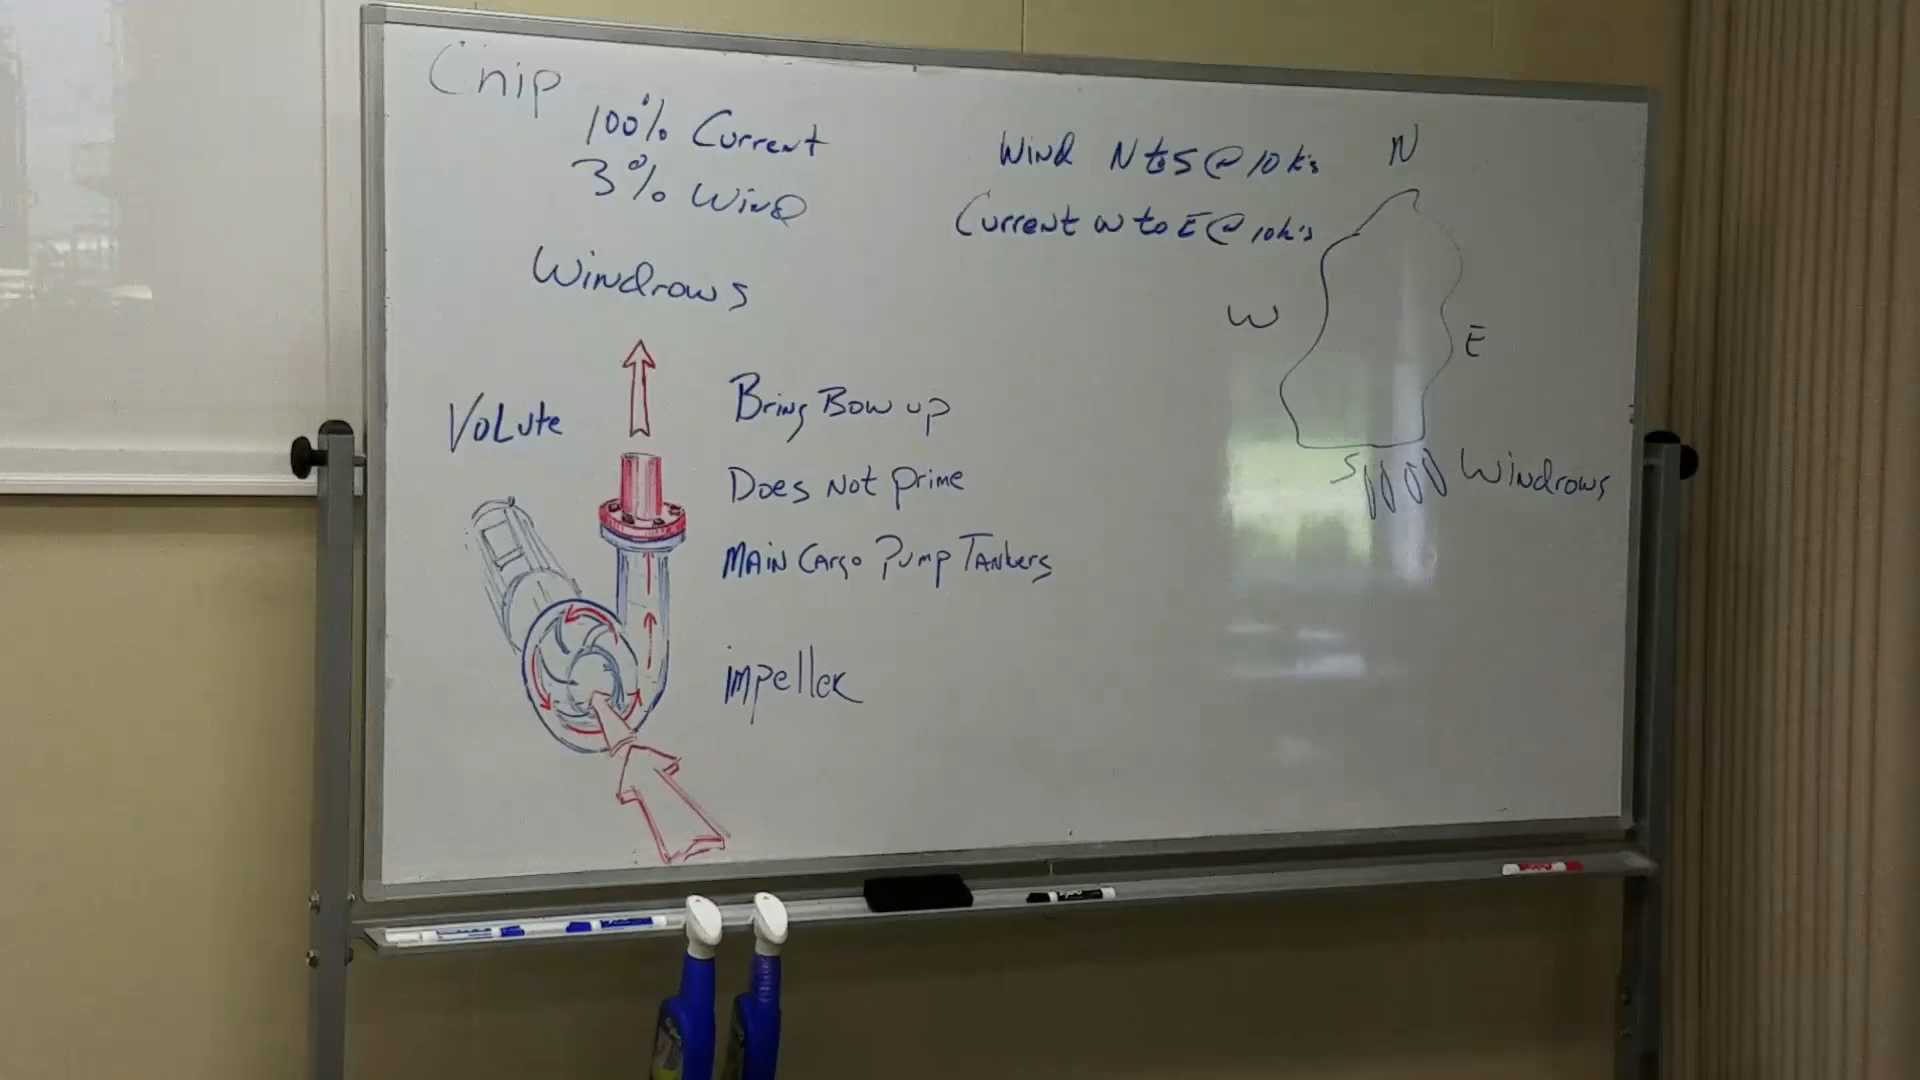 Chip
100% Current
3% Wind
Windrows
Volute
Bring Bow up
Does Not prime
MAIN Cargo Pump Tankers
impeller
Wind N to S @ 10 k's
Current W to E @ 10k's
N
W
E
S
Windrows